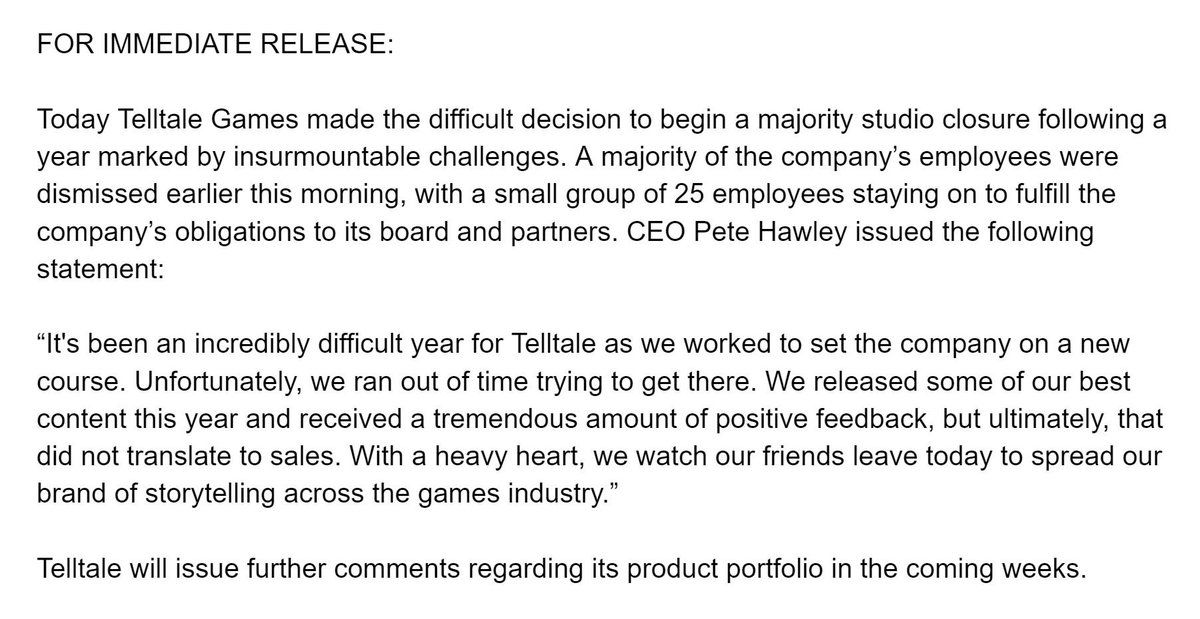 FOR IMMEDIATE RELEASE:
Today Telltale Games made the difficult decision to begin a majority studio closure following a
year marked by insurmountable challenges. A majority of the company’s employees were
dismissed earlier this morning, with a small group of 25 employees staying on to fulfill the
company’s obligations to its board and partners. CEO Pete Hawley issued the following
statement:
“It's been an incredibly difficult year for Telltale as we worked to set the company on a new
course. Unfortunately, we ran out of time trying to get there. We released some of our best
content this year and received a tremendous amount of positive feedback, but ultimately, that
did not translate to sales. With a heavy heart, we watch our friends leave today to spread our
brand of storytelling across the games industry.”
Telltale will issue further comments regarding its product portfolio in the coming weeks.